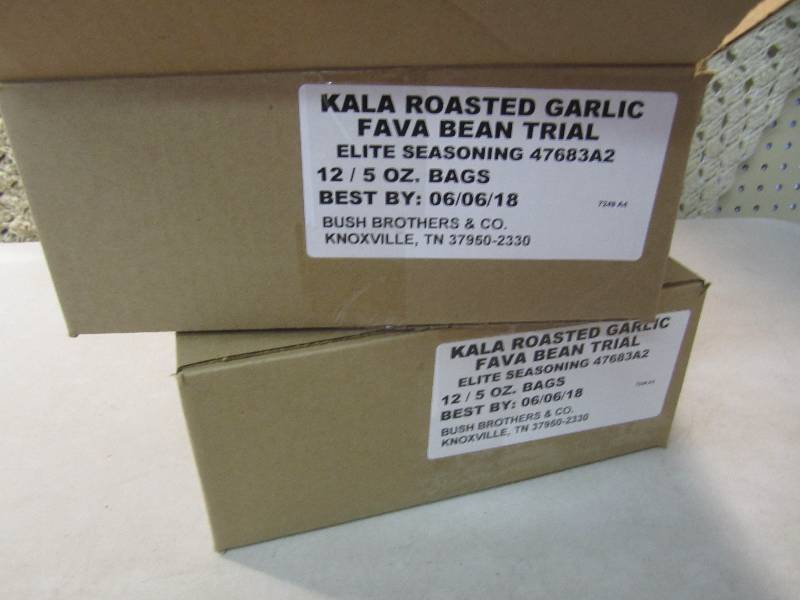 KALA ROASTED GARLIC
FAVA BEAN TRIAL
ELITE SEASONING 47683A2
12 / 5 OZ. BAGS
BEST BY: 06/06/18
7249 A4
BUSH BROTHERS & CO.
KNOXVILLE, TN 37950-2330
KALA ROASTED GARLIC
FAVA BEAN TRIAL
ELITE SEASONING 47683A2
12 / 5 OZ. BAGS
BEST BY: 06/06/18
BUSH BROTHERS & CO.
KNOXVILLE, TN 37950-2330